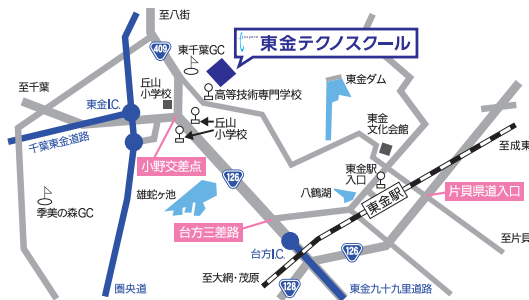 至八街
409
東千葉GC
東金テクノスクール
至千葉
東金I.C.
丘山
小学校
高等技術専門学校
東金ダム
丘山
小学校
東金
文化会館
千葉東金道路
小野交差点
東金駅
入口
至成東
126
季美の森GC
雄蛇ヶ池
八鶴湖
東金駅
片貝県道入口
台方三差路
台方I.C.
126
至片貝
至大網・茂原
128
圏央道
東金九十九里道路